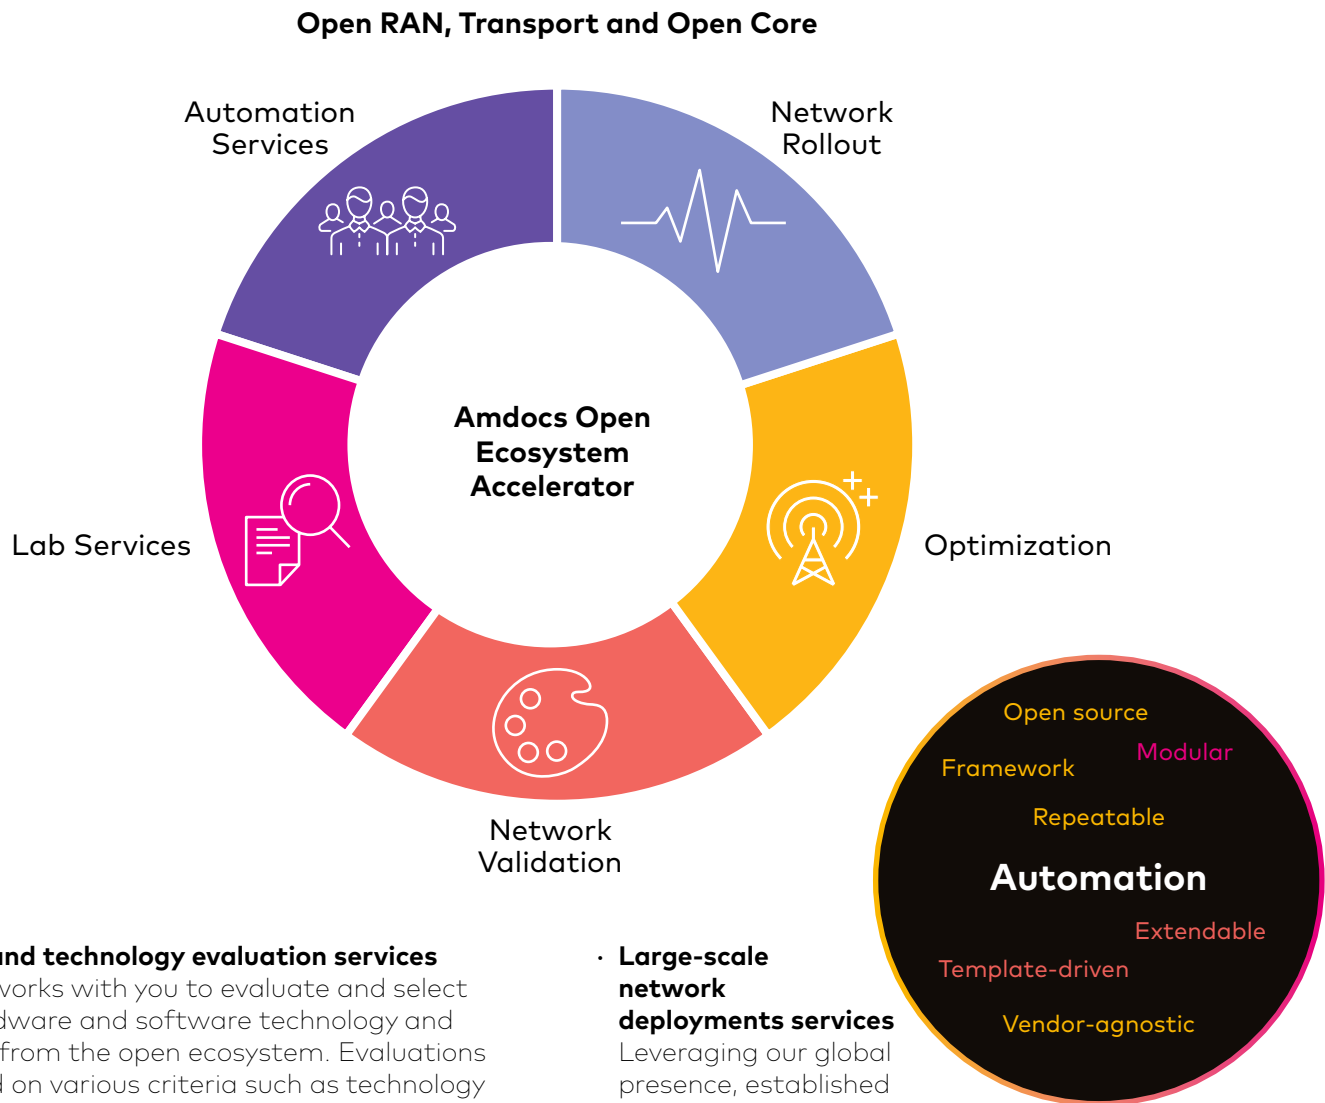 Open RAN, Transport and Open Core
Automation
Services
Network
Rollout
Amdocs Open
Ecosystem
Accelerator
Lab Services
Optimization
Network
Validation
Open source
Modular
Framework
Repeatable
Automation
Extendable
Template-driven
Vendor-agnostic
and technology evaluation services
works with you to evaluate and select
dware and software technology and
from the open ecosystem. Evaluations
d on various criteria such as technology
· Large-scale
network
deployments services
Leveraging our global
presence, established